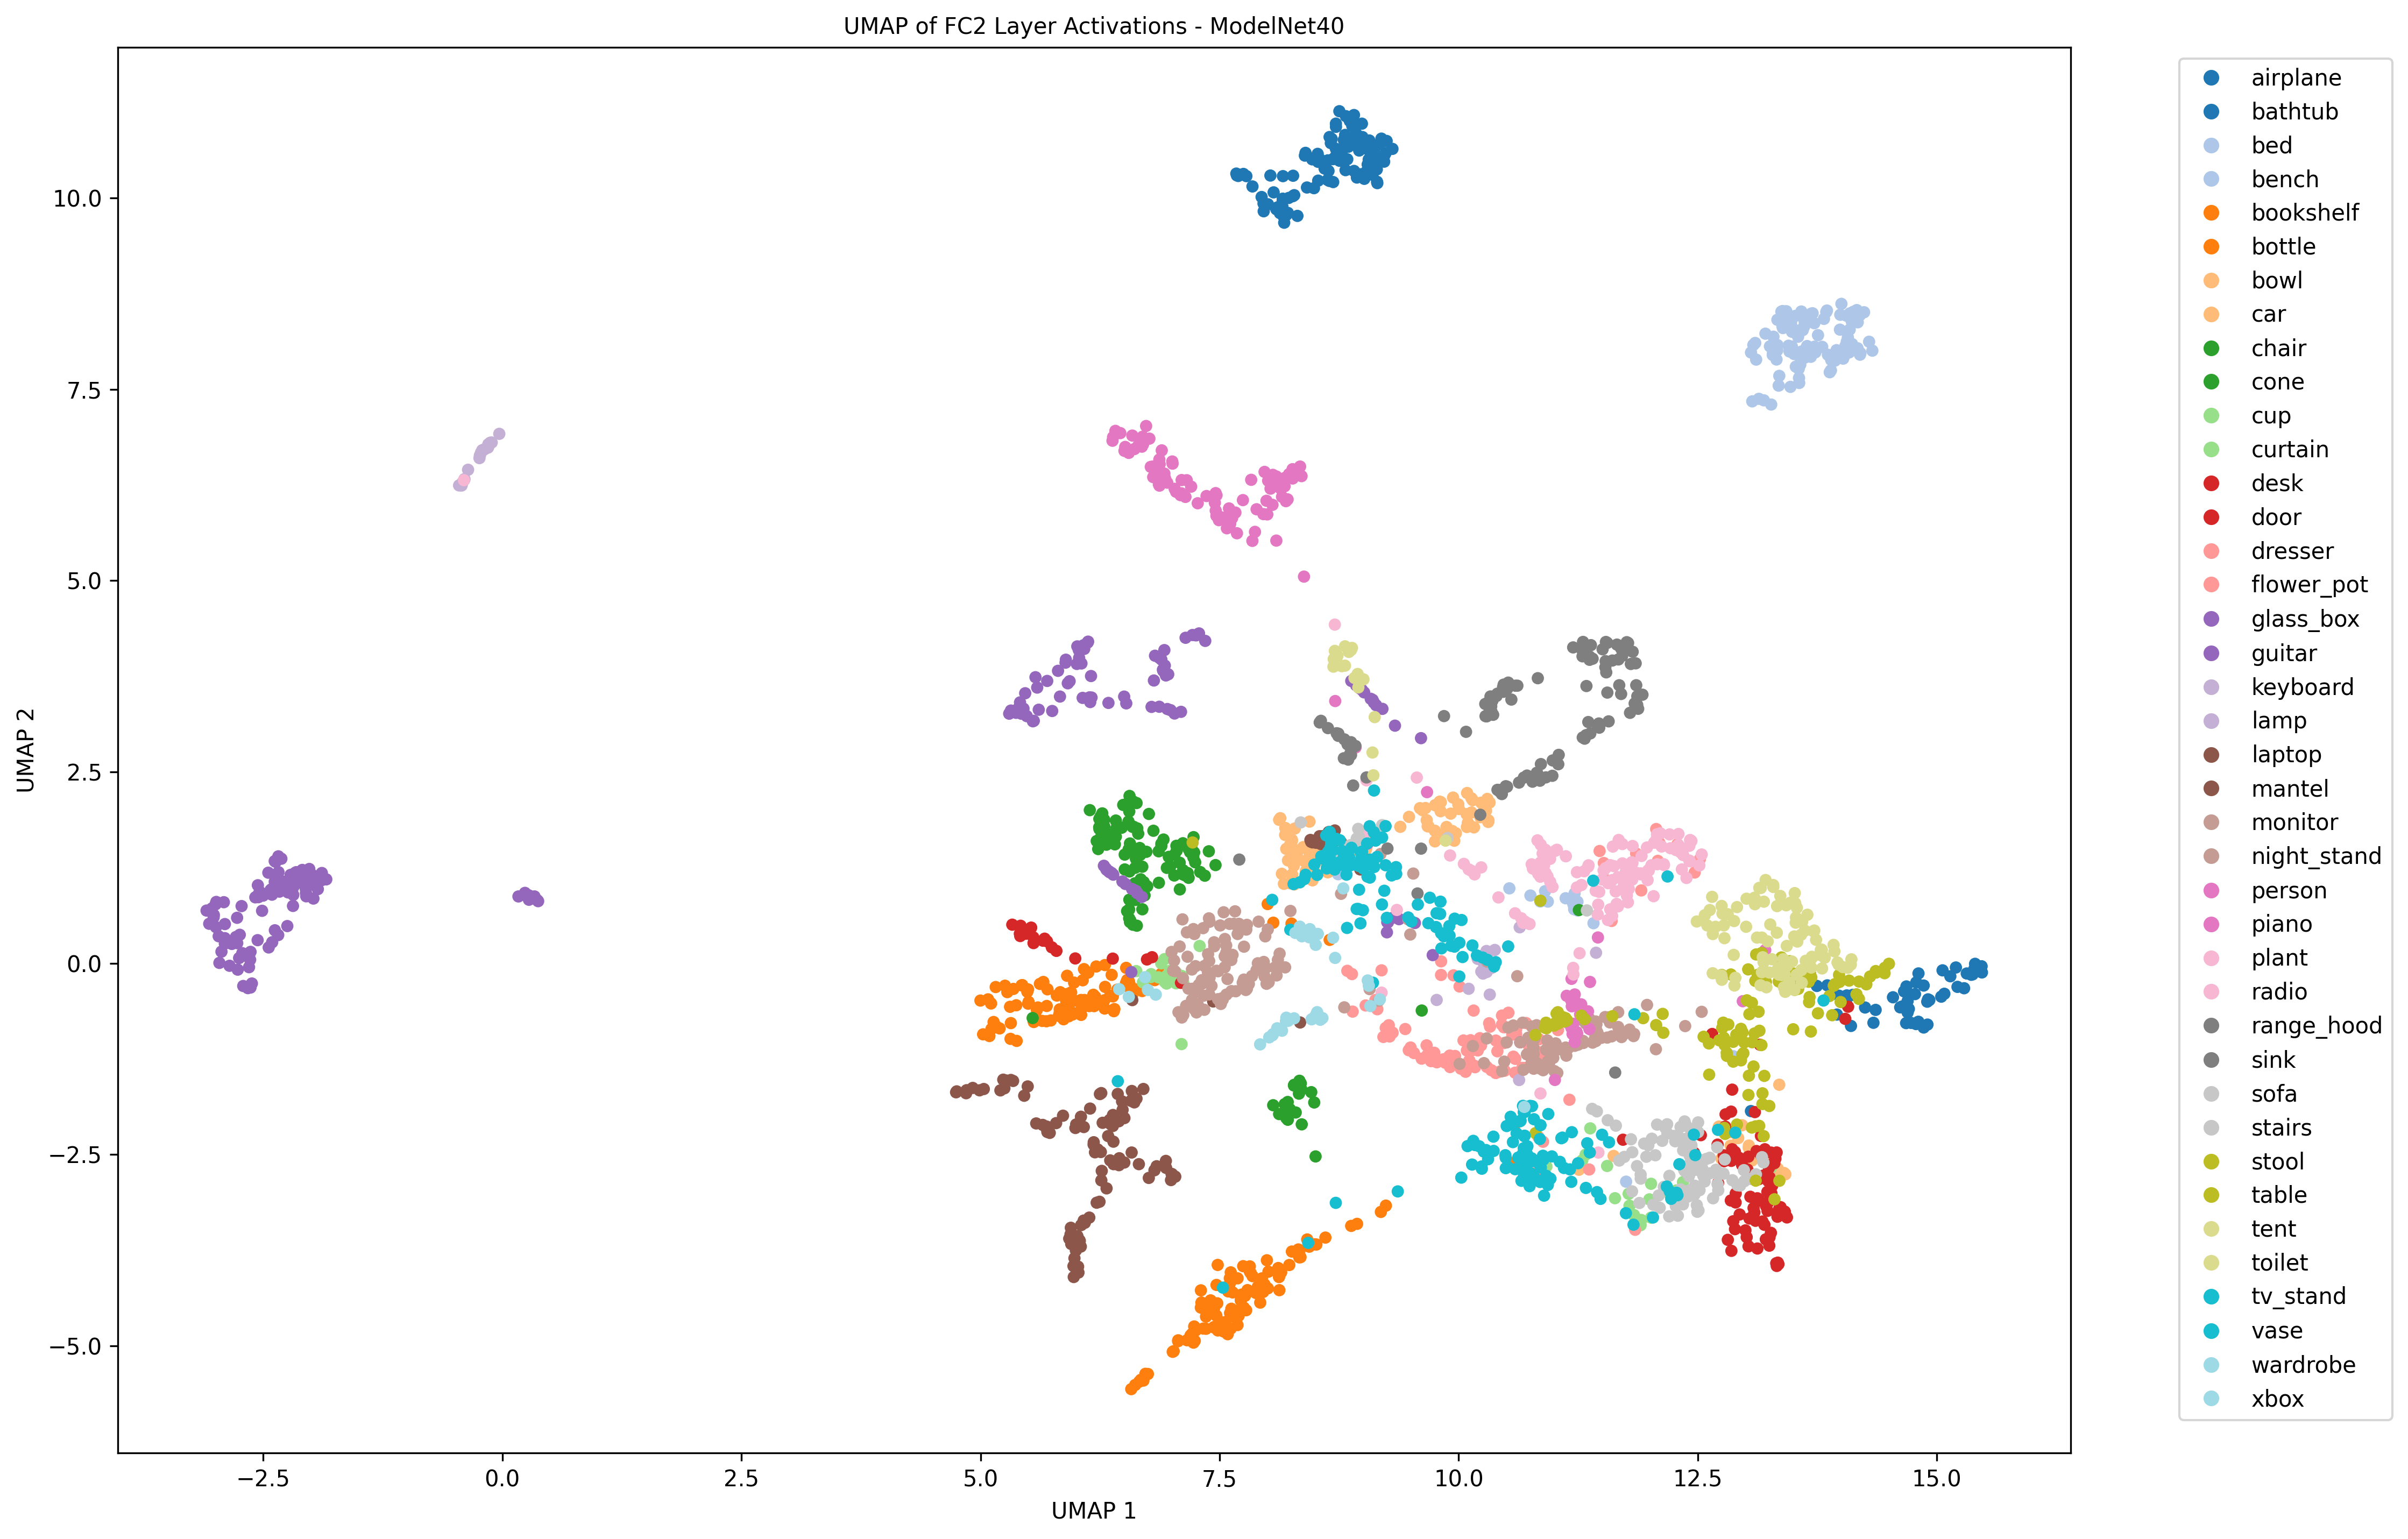 UMAP of FC2 Layer Activations - ModelNet40
10.0
7.5
5.0
2.5
0.0
−2.5
−5.0
UMAP 2
−2.5
0.0
2.5
5.0
7.5
10.0
12.5
15.0
UMAP 1
airplane
bathtub
bed
bench
bookshelf
bottle
bowl
car
chair
cone
cup
curtain
desk
door
dresser
flower_pot
glass_box
guitar
keyboard
lamp
laptop
mantel
monitor
night_stand
person
piano
plant
radio
range_hood
sink
sofa
stairs
stool
table
tent
toilet
tv_stand
vase
wardrobe
xbox